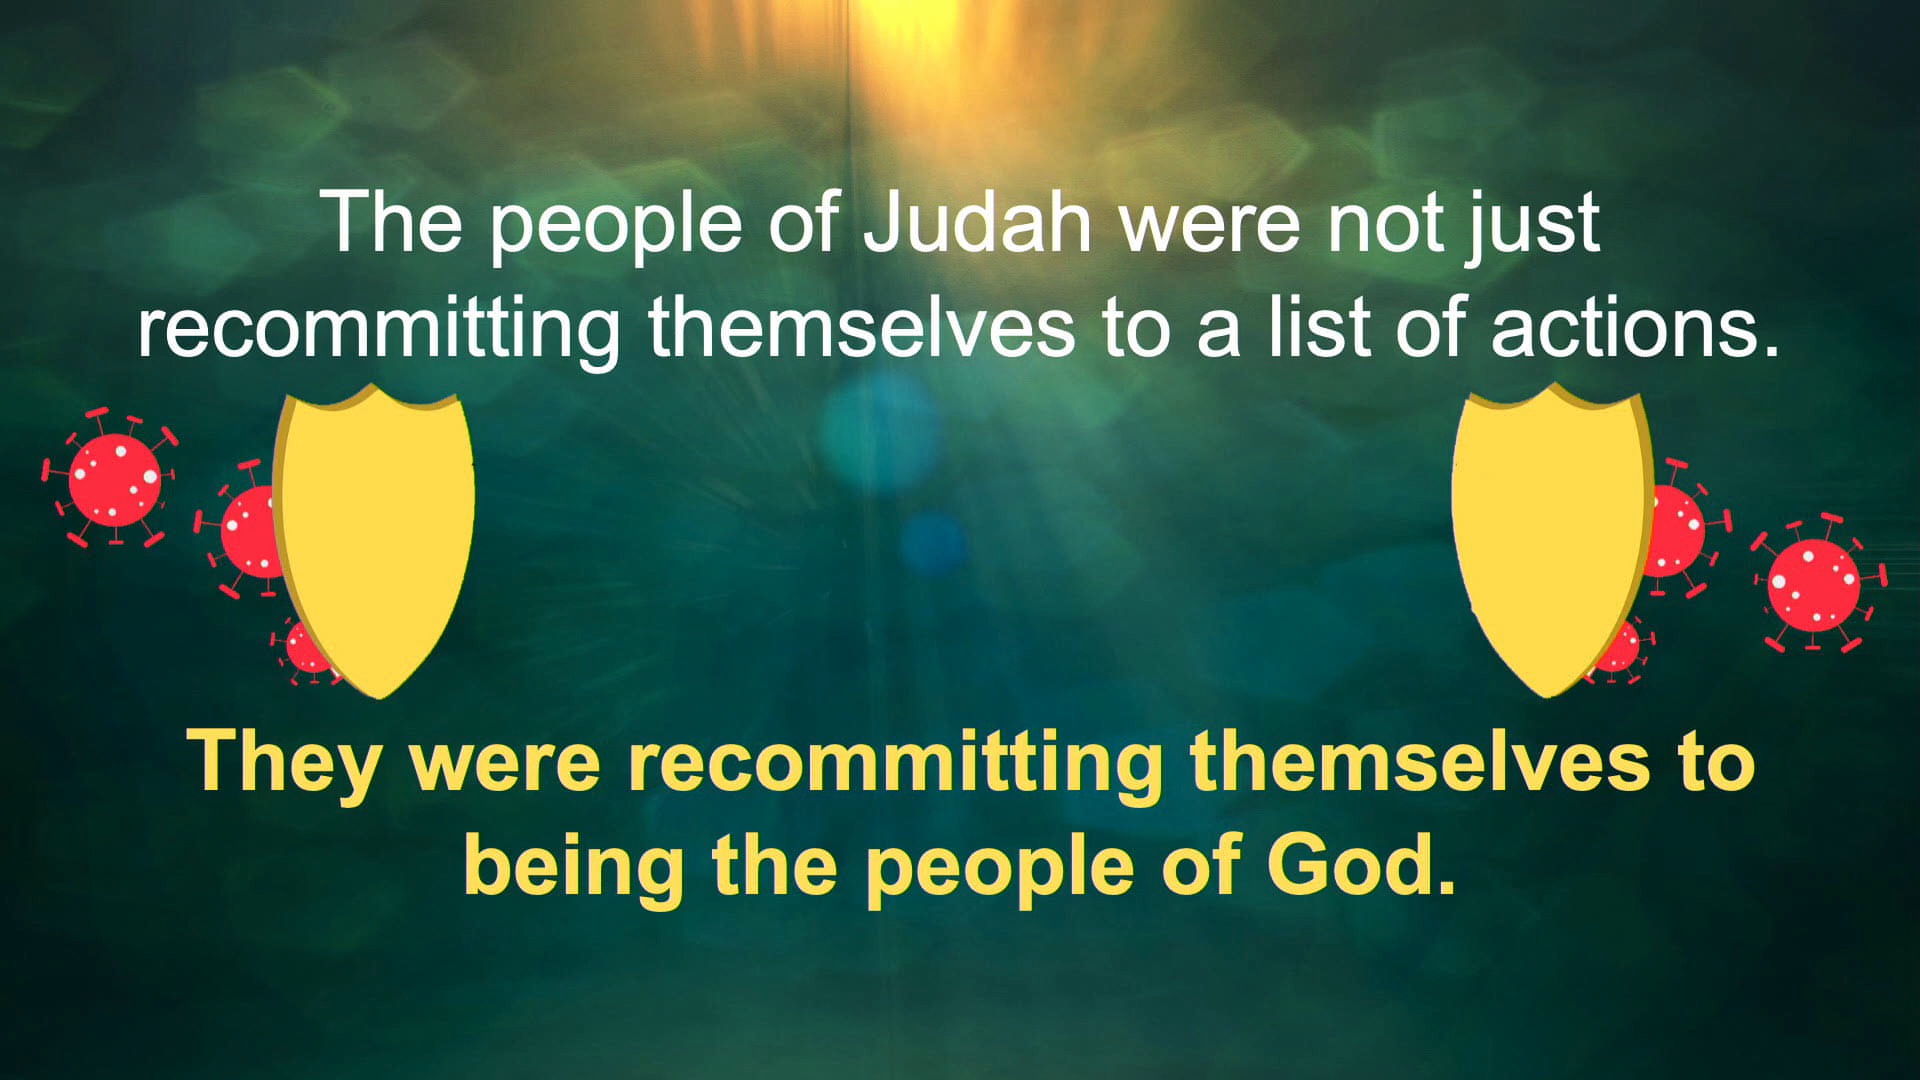 The people of Judah were not just
recommitting themselves to a list of actions.
They were recommitting themselves to
being the people of God.